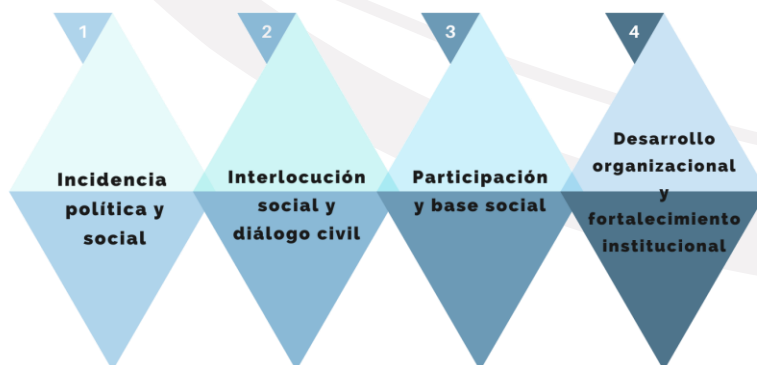 1
Incidencia
política y
social
2
Interlocución
social y
diálogo civil
3
Participación
y base social
4
Desarrollo
organizacional
y
fortalecimiento
institucional